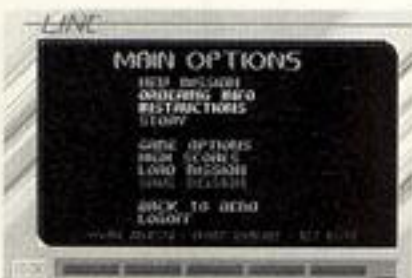 LINE
MAIN OPTIONS
NEW MISSION
ORDERING INFO
INSTRUCTIONS
STORY
GAME OPTIONS
HIGH SCORES
LOAD MISSION
SAVE MISSION
BACK TO DEMO
LOGOFF